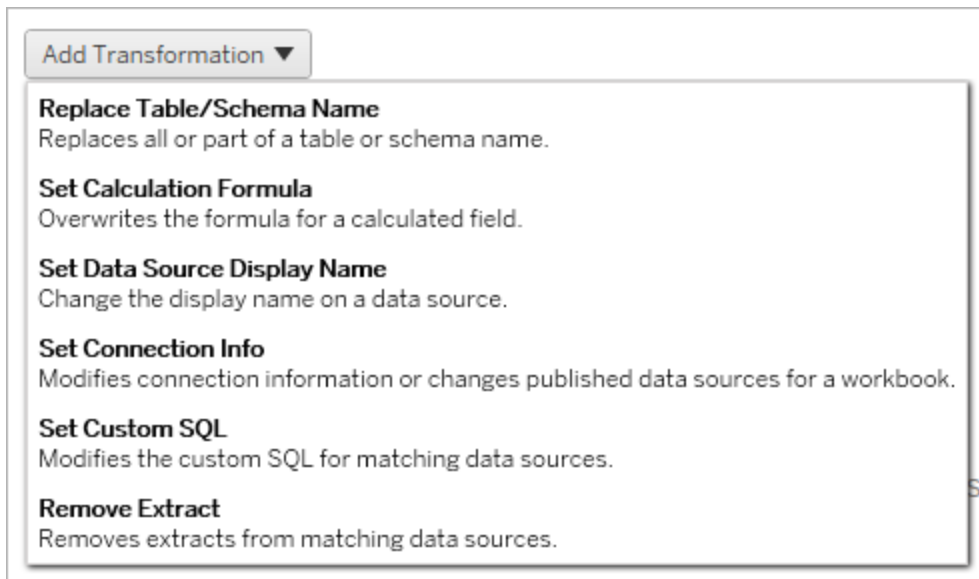 Add Transformation ▼
Replace Table/Schema Name
Replaces all or part of a table or schema name.
Set Calculation Formula
Overwrites the formula for a calculated field.
Set Data Source Display Name
Change the display name on a data source.
Set Connection Info
Modifies connection information or changes published data sources for a workbook.
Set Custom SQL
Modifies the custom SQL for matching data sources.
Remove Extract
Removes extracts from matching data sources.